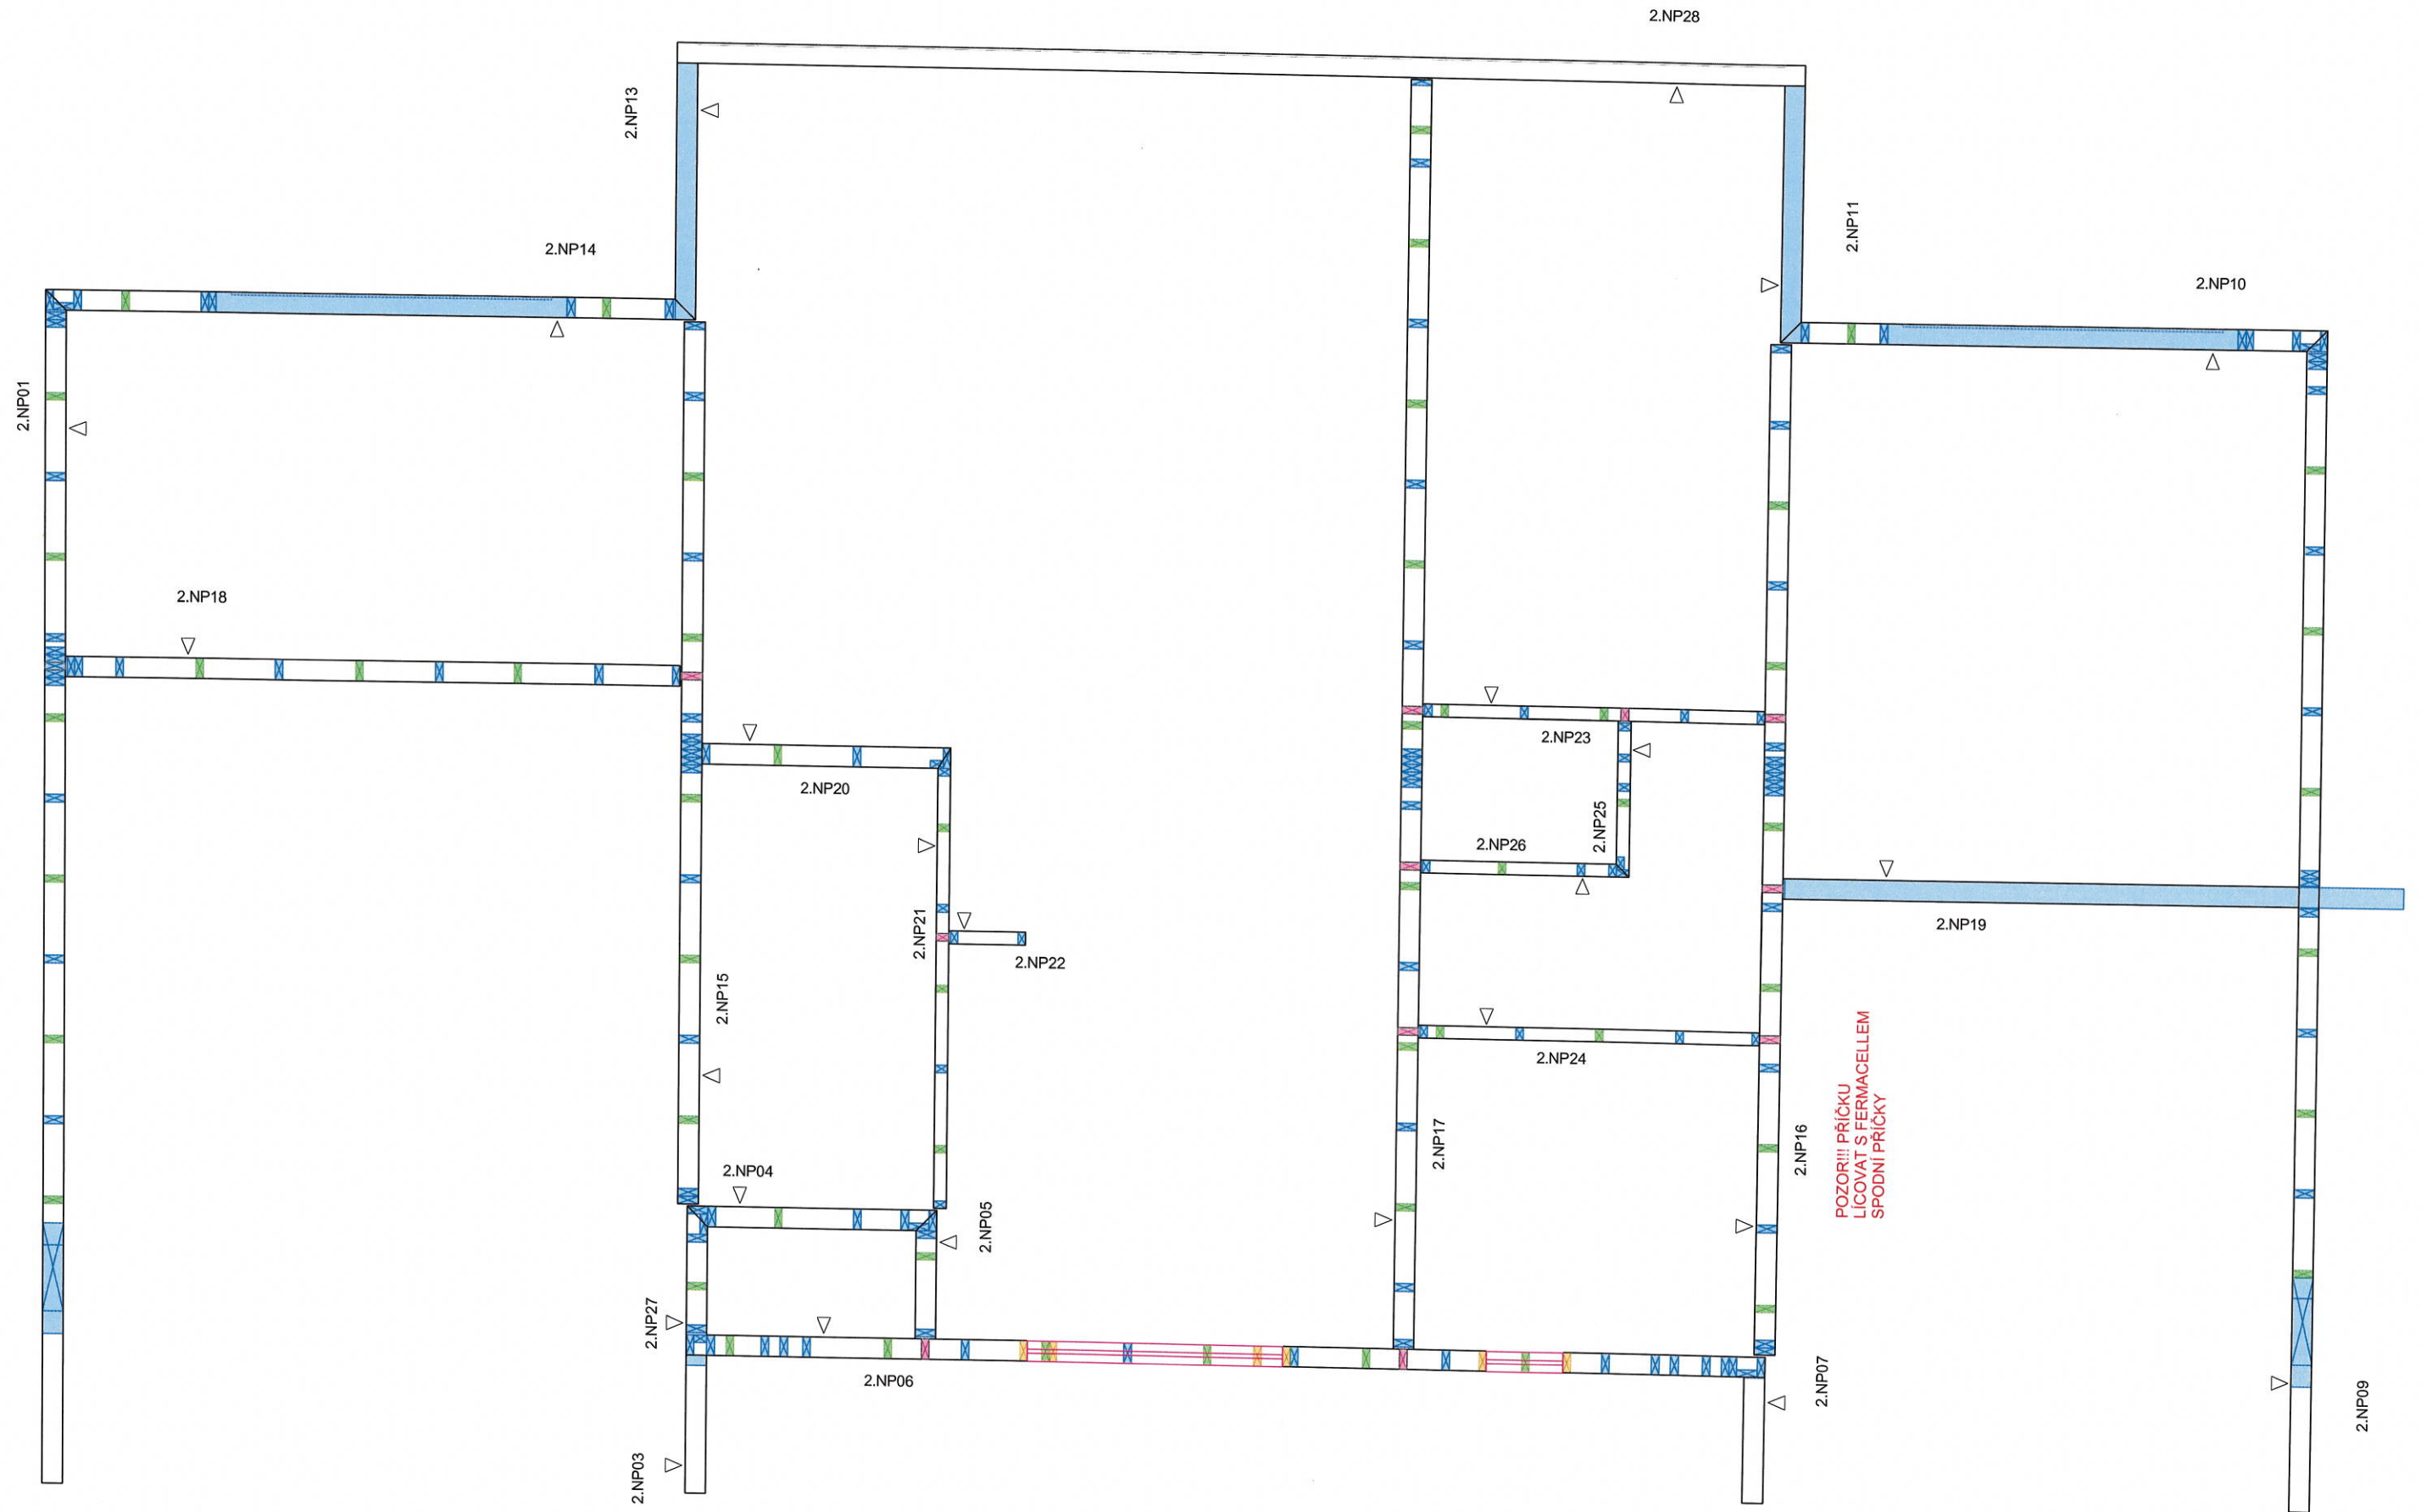 2.NP28
2.NP13
2.NP11
2.NP14
2.NP10
2.NP01
2.NP18
2.NP23
2.NP20
2.NP25
2.NP26
2.NP21
2.NP19
2.NP22
2.NP15
2.NP24
2.NP17
2.NP16
POZOR!!! PŘÍČKU
LÍCOVAT S FERMACELLEM
SPODNÍ PŘÍČKY
2.NP04
2.NP05
2.NP27
2.NP06
2.NP07
2.NP09
2.NP03